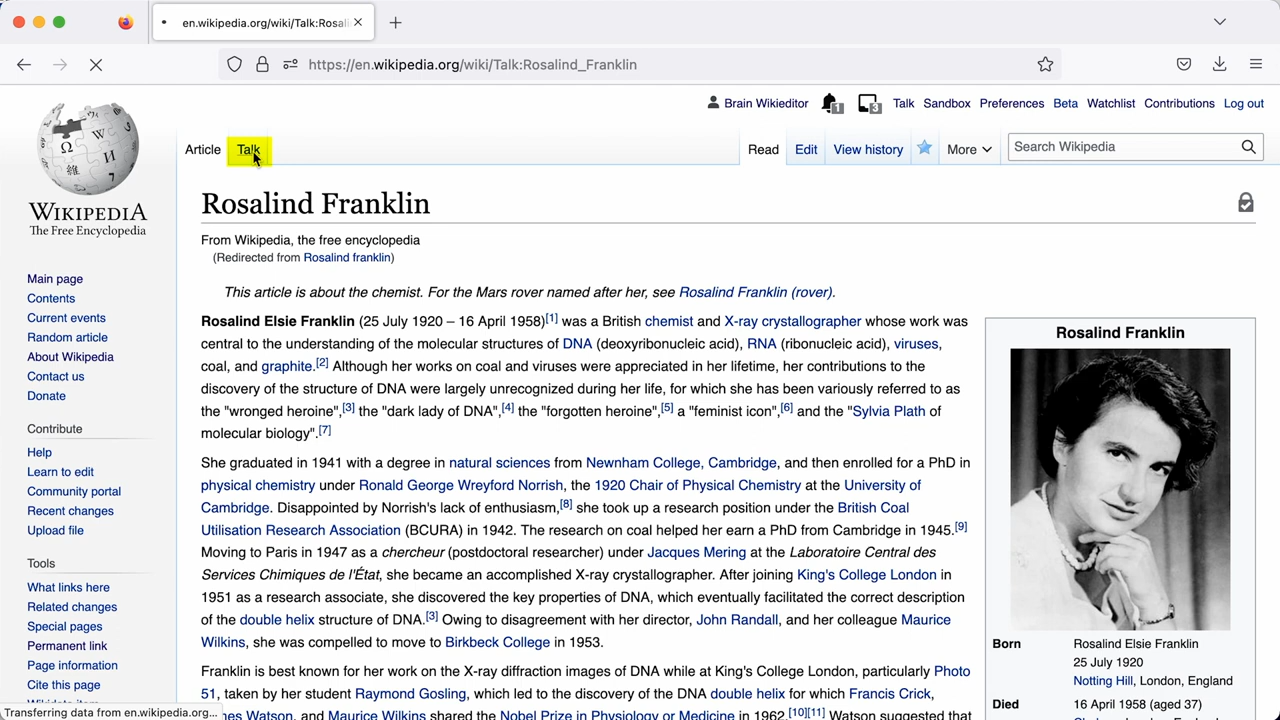 en.wikipedia.org/wiki/Talk:Rosali
https://en.wikipedia.org/wiki/Talk:Rosalind_Franklin
Brain Wikieditor 1 3 Talk Sandbox Preferences Beta Watchlist Contributions Log out
Article Talk Read Edit View history More Search Wikipedia
WIKIPEDIA
The Free Encyclopedia
Main page
Contents
Current events
Random article
About Wikipedia
Contact us
Donate
Contribute
Help
Learn to edit
Community portal
Recent changes
Upload file
Tools
What links here
Related changes
Special pages
Permanent link
Page information
Cite this page
Wikidata item
Rosalind Franklin
From Wikipedia, the free encyclopedia
(Redirected from Rosalind franklin)
This article is about the chemist. For the Mars rover named after her, see Rosalind Franklin (rover).
Rosalind Elsie Franklin (25 July 1920 – 16 April 1958)[1] was a British chemist and X-ray crystallographer whose work was
central to the understanding of the molecular structures of DNA (deoxyribonucleic acid), RNA (ribonucleic acid), viruses,
coal, and graphite.[2] Although her works on coal and viruses were appreciated in her lifetime, her contributions to the
discovery of the structure of DNA were largely unrecognized during her life, for which she has been variously referred to as
the "wronged heroine",[3] the "dark lady of DNA",[4] the "forgotten heroine",[5] a "feminist icon",[6] and the "Sylvia Plath of
molecular biology".[7]
She graduated in 1941 with a degree in natural sciences from Newnham College, Cambridge, and then enrolled for a PhD in
physical chemistry under Ronald George Wreyford Norrish, the 1920 Chair of Physical Chemistry at the University of
Cambridge. Disappointed by Norrish's lack of enthusiasm,[8] she took up a research position under the British Coal
Utilisation Research Association (BCURA) in 1942. The research on coal helped her earn a PhD from Cambridge in 1945.[9]
Moving to Paris in 1947 as a chercheur (postdoctoral researcher) under Jacques Mering at the Laboratoire Central des
Services Chimiques de l'État, she became an accomplished X-ray crystallographer. After joining King's College London in
1951 as a research associate, she discovered the key properties of DNA, which eventually facilitated the correct description
of the double helix structure of DNA.[3] Owing to disagreement with her director, John Randall, and her colleague Maurice
Wilkins, she was compelled to move to Birkbeck College in 1953.
Franklin is best known for her work on the X-ray diffraction images of DNA while at King's College London, particularly Photo
51, taken by her student Raymond Gosling, which led to the discovery of the DNA double helix for which Francis Crick,
mes Watson, and Maurice Wilkins shared the Nobel Prize in Physiology or Medicine in 1962.[10][11] Watson suggested that
Rosalind Franklin
Born Rosalind Elsie Franklin
25 July 1920
Notting Hill, London, England
Died 16 April 1958 (aged 37)
Transferring data from en.wikipedia.org...